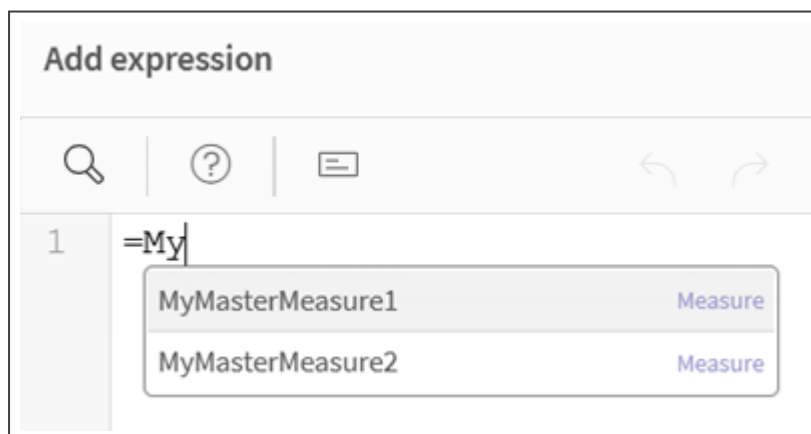 Add expression
1 =My
MyMasterMeasure1 Measure
MyMasterMeasure2 Measure